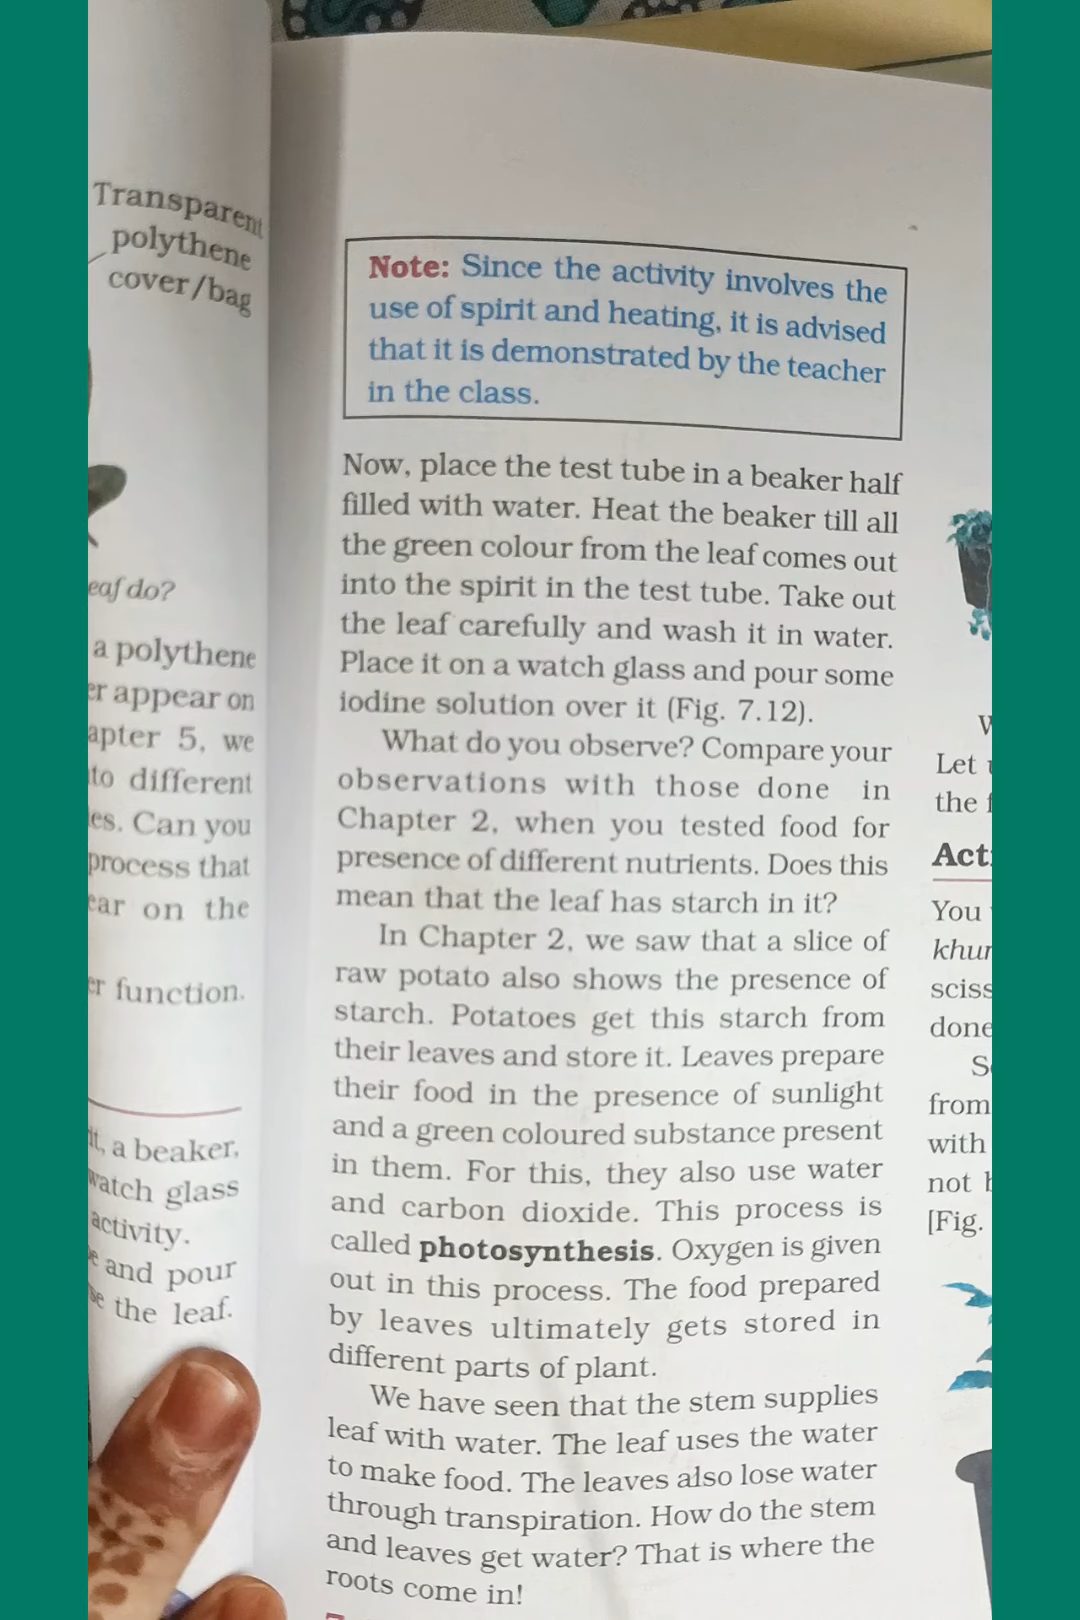 Transparent
polythene
cover/bag
do?
a polythene
appear on
5, we
to different
Can you
process that
on the
function.
a beaker,
watch glass
activity.
and pour
the leaf.
Note: Since the activity involves the
use of spirit and heating, it is advised
that it is demonstrated by the teacher
in the class.
Now, place the test tube in a beaker half
filled with water. Heat the beaker till all
the green colour from the leaf comes out
into the spirit in the test tube. Take out
the leaf carefully and wash it in water.
Place it on a watch glass and pour some
iodine solution over it (Fig. 7.12).
What do you observe? Compare your
observations with those done in
Chapter 2, when you tested food for
presence of different nutrients. Does this
mean that the leaf has starch in it?
In Chapter 2, we saw that a slice of
raw potato also shows the presence of
starch. Potatoes get this starch from
their leaves and store it. Leaves prepare
their food in the presence of sunlight
and a green coloured substance present
in them. For this, they also use water
and carbon dioxide. This process is
called photosynthesis. Oxygen is given
out in this process. The food prepared
by leaves ultimately gets stored in
different parts of plant.
We have seen that the stem supplies
leaf with water. The leaf uses the water
to make food. The leaves also lose water
through transpiration. How do the stem
and leaves get water? That is where the
roots come in!
Let
the
You
done
from
with
not
[Fig.